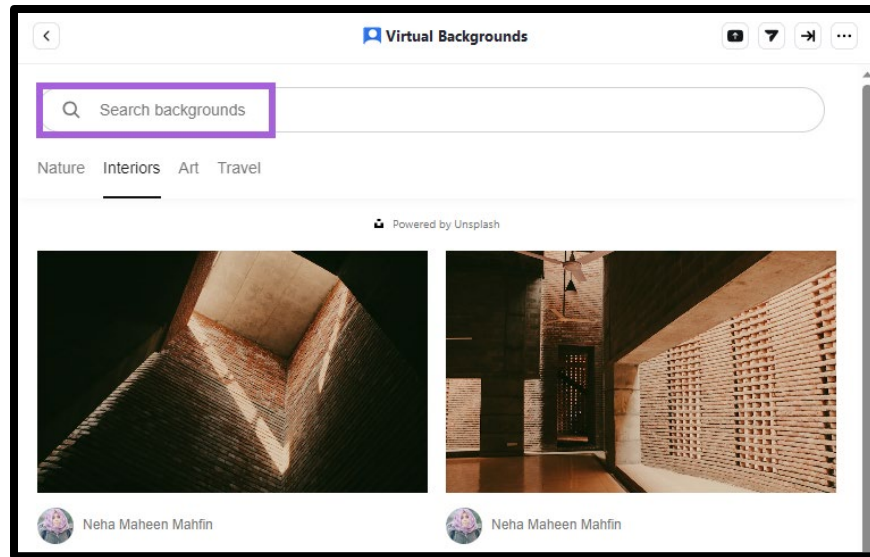 Virtual Backgrounds
Search backgrounds
Nature Interiors Art Travel
Powered by Unsplash
Neha Maheen Mahfin Neha Maheen Mahfin